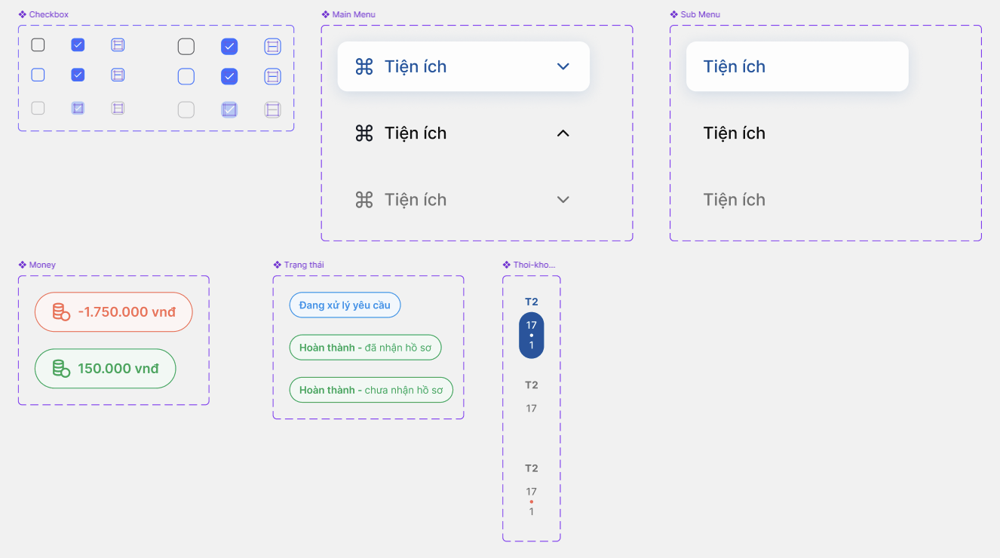 Checkbox
Main Menu
Tiện ích
Tiện ích
Tiện ích
Sub Menu
Tiện ích
Tiện ích
Tiện ích
Money
-1.750.000 vnđ
150.000 vnđ
Trạng thái
Đang xử lý yêu cầu
Hoàn thành - đã nhận hồ sơ
Hoàn thành - chưa nhận hồ sơ
Thoi-kho...
T2
17
1
T2
17
T2
17
1